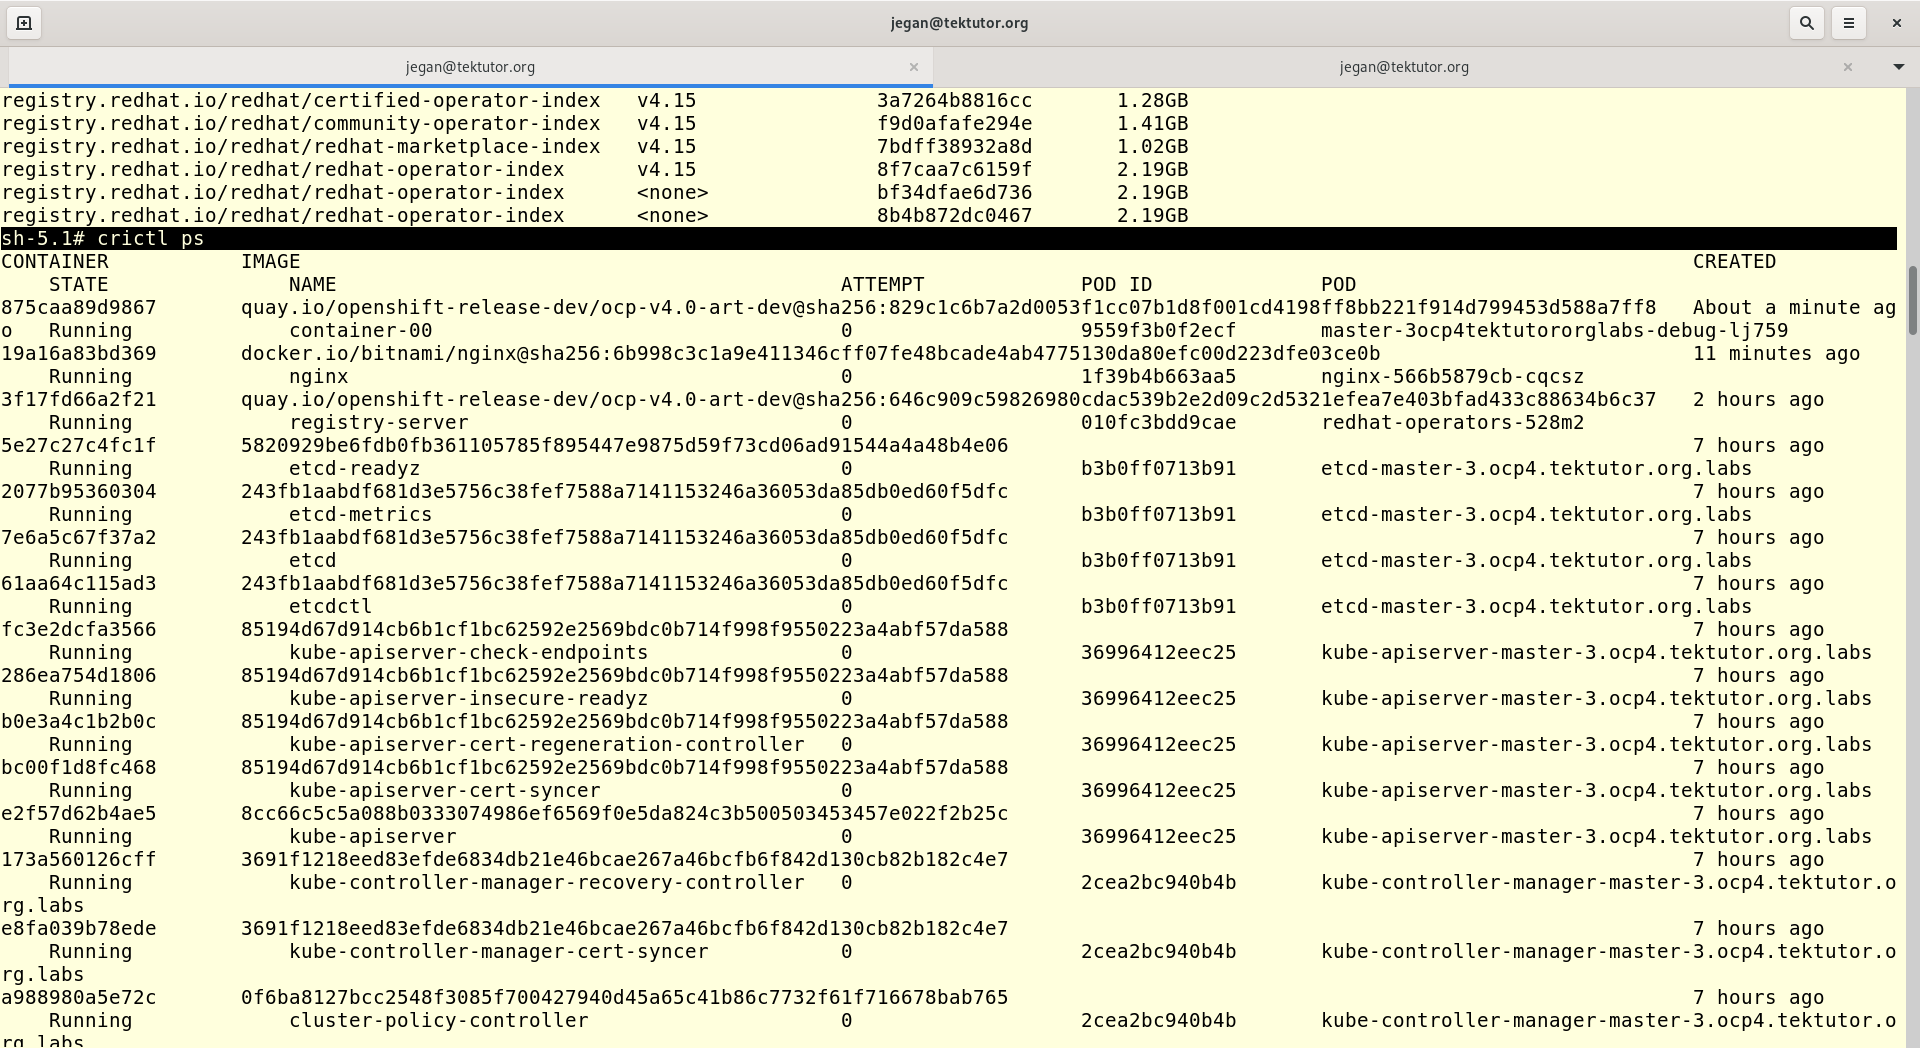 jegan@tektutor.org
jegan@tektutor.org jegan@tektutor.org
registry.redhat.io/redhat/certified-operator-index v4.15 3a7264b8816cc 1.28GB
registry.redhat.io/redhat/community-operator-index v4.15 f9d0afafe294e 1.41GB
registry.redhat.io/redhat/redhat-marketplace-index v4.15 7bdff38932a8d 1.02GB
registry.redhat.io/redhat/redhat-operator-index v4.15 8f7caa7c6159f 2.19GB
registry.redhat.io/redhat/redhat-operator-index <none> bf34dfae6d736 2.19GB
registry.redhat.io/redhat/redhat-operator-index <none> 8b4b872dc0467 2.19GB
sh-5.1# crictl ps
CONTAINER IMAGE CREATED
STATE NAME ATTEMPT POD ID POD
875caa89d9867 quay.io/openshift-release-dev/ocp-v4.0-art-dev@sha256:829c1c6b7a2d0053f1cc07b1d8f001cd4198ff8bb221f914d799453d588a7ff8 About a minute ag
o Running container-00 0 9559f3b0f2ecf master-3ocp4tektutororglabs-debug-lj759
19a16a83bd369 docker.io/bitnami/nginx@sha256:6b998c3c1a9e411346cff07fe48bcade4ab4775130da80efc00d223dfe03ce0b 11 minutes ago
Running nginx 0 1f39b4b663aa5 nginx-566b5879cb-cqcsz
3f17fd66a2f21 quay.io/openshift-release-dev/ocp-v4.0-art-dev@sha256:646c909c59826980cdac539b2e2d09c2d5321efea7e403bfad433c88634b6c37 2 hours ago
Running registry-server 0 010fc3bdd9cae redhat-operators-528m2
5e27c27c4fc1f 5820929be6fdb0fb361105785f895447e9875d59f73cd06ad91544a4a48b4e06 7 hours ago
Running etcd-readyz 0 b3b0ff0713b91 etcd-master-3.ocp4.tektutor.org.labs
2077b95360304 243fb1aabdf681d3e5756c38fef7588a7141153246a36053da85db0ed60f5dfc 7 hours ago
Running etcd-metrics 0 b3b0ff0713b91 etcd-master-3.ocp4.tektutor.org.labs
7e6a5c67f37a2 243fb1aabdf681d3e5756c38fef7588a7141153246a36053da85db0ed60f5dfc 7 hours ago
Running etcd 0 b3b0ff0713b91 etcd-master-3.ocp4.tektutor.org.labs
61aa64c115ad3 243fb1aabdf681d3e5756c38fef7588a7141153246a36053da85db0ed60f5dfc 7 hours ago
Running etcdctl 0 b3b0ff0713b91 etcd-master-3.ocp4.tektutor.org.labs
fc3e2dcfa3566 85194d67d914cb6b1cf1bc62592e2569bdc0b714f998f9550223a4abf57da588 7 hours ago
Running kube-apiserver-check-endpoints 0 36996412eec25 kube-apiserver-master-3.ocp4.tektutor.org.labs
286ea754d1806 85194d67d914cb6b1cf1bc62592e2569bdc0b714f998f9550223a4abf57da588 7 hours ago
Running kube-apiserver-insecure-readyz 0 36996412eec25 kube-apiserver-master-3.ocp4.tektutor.org.labs
b0e3a4c1b2b0c 85194d67d914cb6b1cf1bc62592e2569bdc0b714f998f9550223a4abf57da588 7 hours ago
Running kube-apiserver-cert-regeneration-controller 0 36996412eec25 kube-apiserver-master-3.ocp4.tektutor.org.labs
bc00f1d8fc468 85194d67d914cb6b1cf1bc62592e2569bdc0b714f998f9550223a4abf57da588 7 hours ago
Running kube-apiserver-cert-syncer 0 36996412eec25 kube-apiserver-master-3.ocp4.tektutor.org.labs
e2f57d62b4ae5 8cc66c5c5a088b0333074986ef6569f0e5da824c3b500503453457e022f2b25c 7 hours ago
Running kube-apiserver 0 36996412eec25 kube-apiserver-master-3.ocp4.tektutor.org.labs
173a560126cff 3691f1218eed83efde6834db21e46bcae267a46bcfb6f842d130cb82b182c4e7 7 hours ago
Running kube-controller-manager-recovery-controller 0 2cea2bc940b4b kube-controller-manager-master-3.ocp4.tektutor.o
rg.labs
e8fa039b78ede 3691f1218eed83efde6834db21e46bcae267a46bcfb6f842d130cb82b182c4e7 7 hours ago
Running kube-controller-manager-cert-syncer 0 2cea2bc940b4b kube-controller-manager-master-3.ocp4.tektutor.o
rg.labs
a988980a5e72c 0f6ba8127bcc2548f3085f700427940d45a65c41b86c7732f61f716678bab765 7 hours ago
Running cluster-policy-controller 0 2cea2bc940b4b kube-controller-manager-master-3.ocp4.tektutor.o
rg.labs